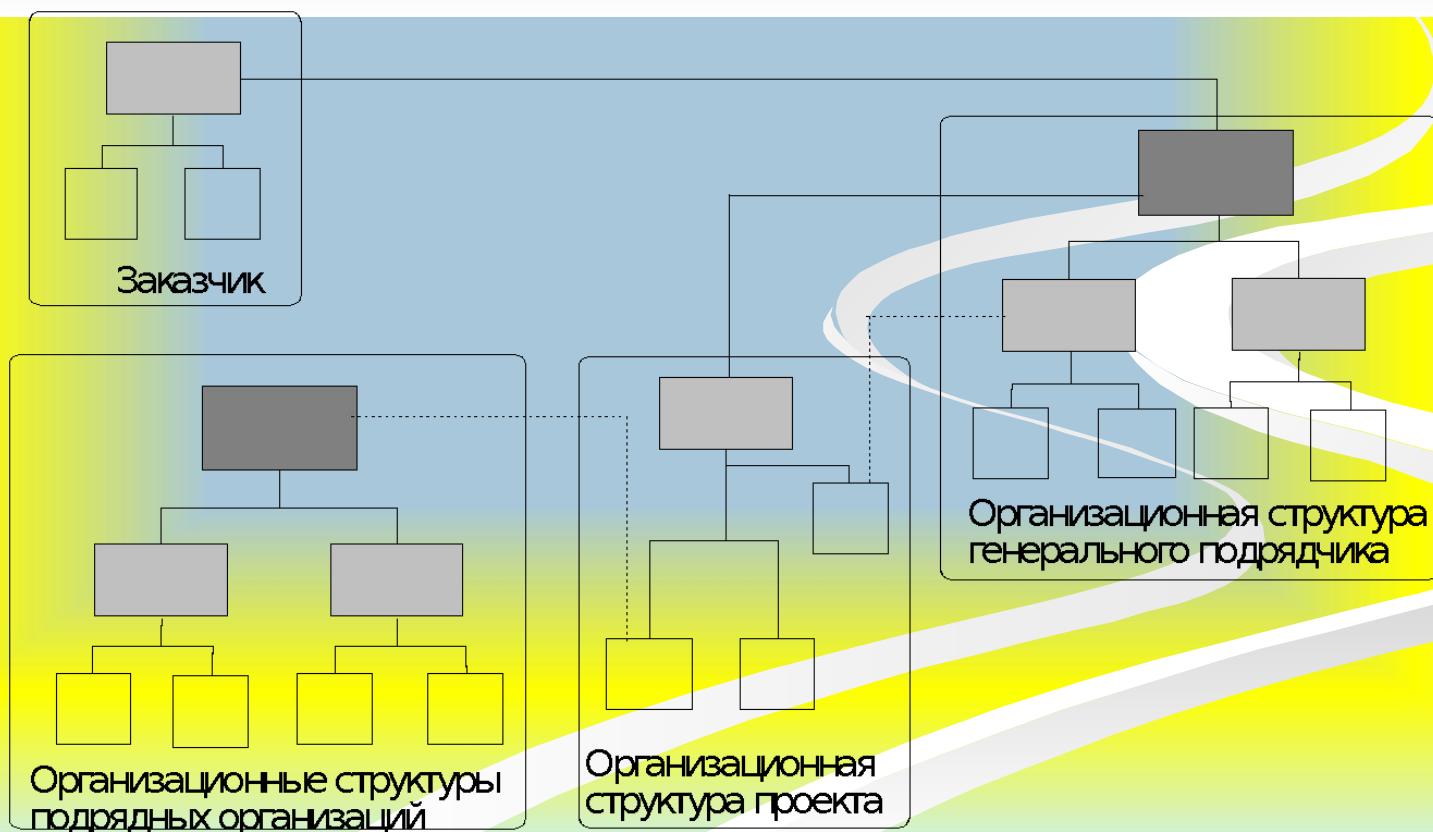 Заказчик
Организационная структура
генерального подрядчика
Организационные структуры
подрядных организаций
Организационная
структура проекта